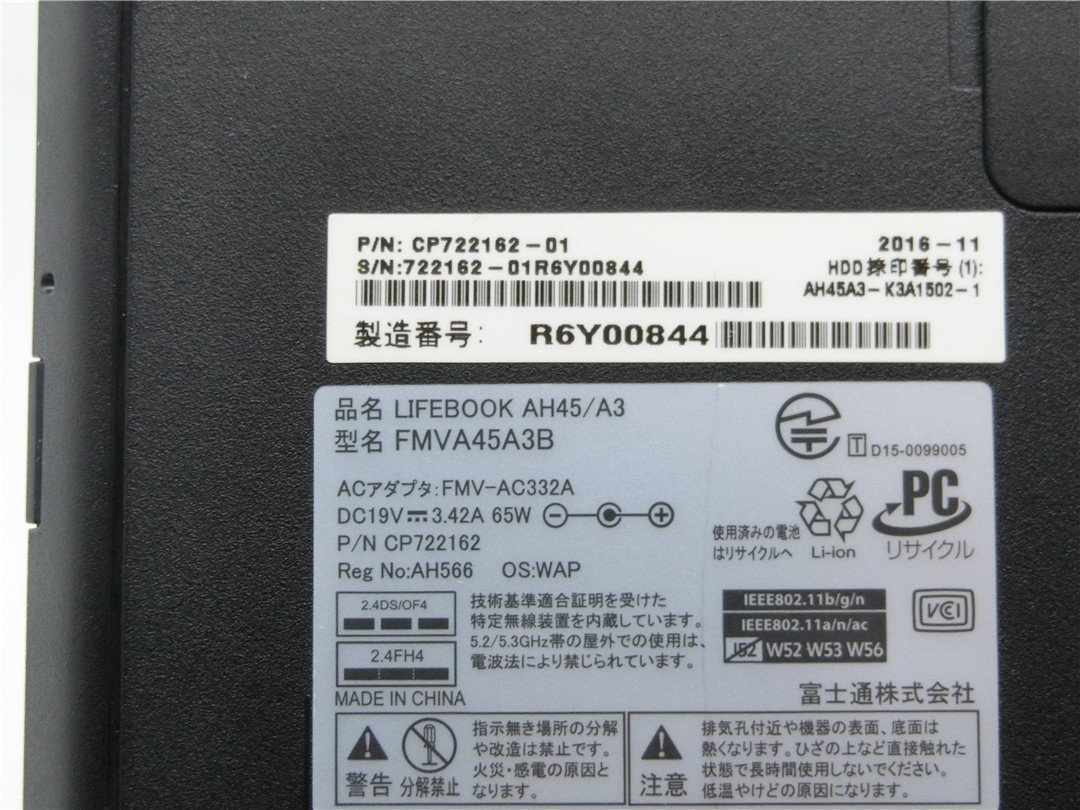 P/N: CP722162-01
2016-11
S/N:722162-01R6Y00844
HDD捺印番号(1):
AH45A3-K3A1502-1
製造番号: R6Y00844
品名 LIFEBOOK AH45/A3
型名 FMVA45A3B
T D15-0099005
ACアダプタ:FMV-AC332A
DC19V 3.42A 65W
P/N CP722162
Reg No:AH566 OS:WAP
使用済みの電池
はリサイクルへ
Li-ion
PC
リサイクル
2.4DS/OF4
2.4FH4
技術基準適合証明を受けた
特定無線装置を内蔵しています。
5.2/5.3GHz帯の屋外での使用は、
電波法により禁じられています。
IEEE802.11b/g/n
IEEE802.11a/n/ac
J52 W52 W53 W56
VCCI
MADE IN CHINA
富士通株式会社
警告
分解禁止
指示無き場所の分解
や改造は禁止です。
火災・感電の原因と
なります。
注意
排気孔付近や機器の表面、底面は
熱くなります。ひざの上など直接触れた
状態で長時間使用しないでください。
低温やけどの原因になります。